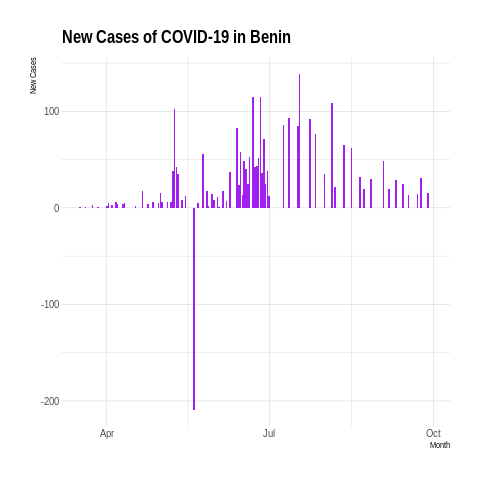 New Cases of COVID-19 in Benin
New Cases
100
0
-100
-200
Apr
Jul
Oct
Month